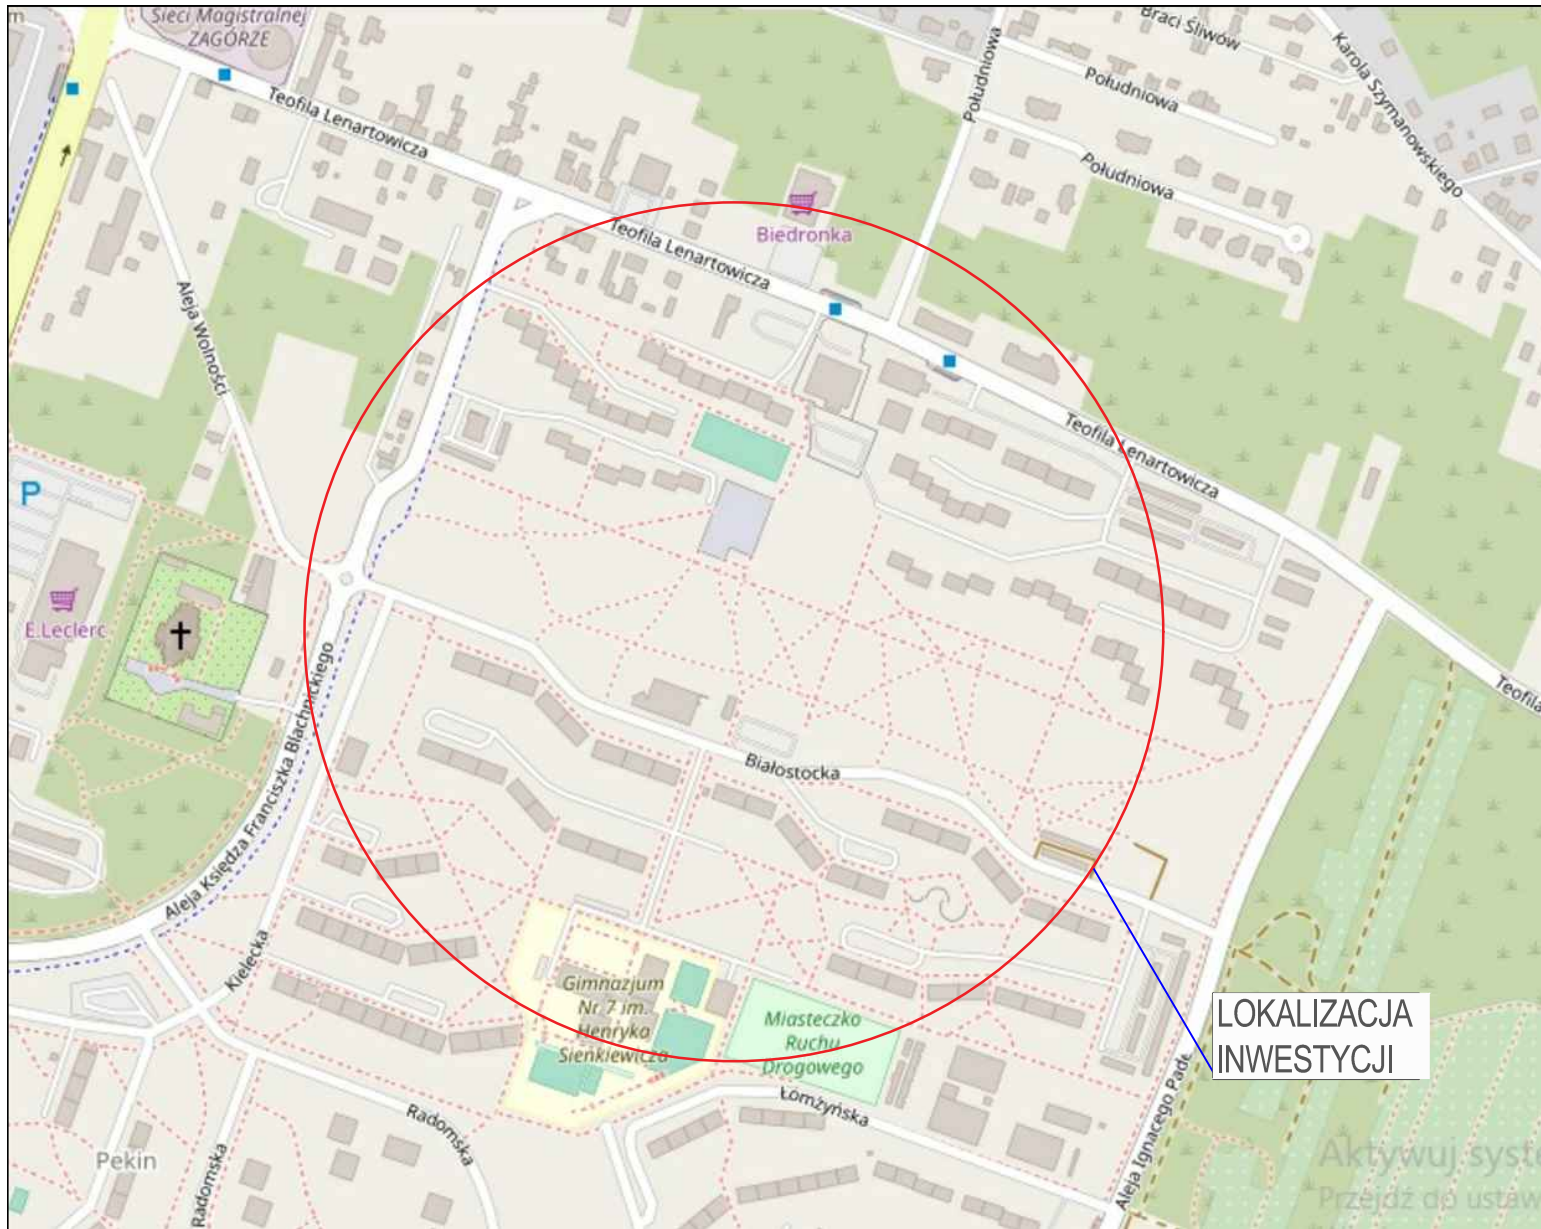 Sieci Magistralnej
ZAGÓRZE
Braci Śliwów
Karola Szymanowskiego
Południowa
Południowa
Południowa
Teofila Lenartowicza
Biedronka
Teofila Lenartowicza
Aleja Wolności
Teofila Lenartowicza
P
E.Leclerc
Aleja Księdza Franciszka Blachnickiego
Teofila
Białostocka
Kielecka
Gimnazjum
Nr 7 im.
Henryka
Sienkiewicza
Miasteczko
Ruchu
Drogowego
LOKALIZACJA
INWESTYCJI
Łomżyńska
Radomska
Radomska
Pekin
Aleja Ignacego Pade
Aktywuj syste
Przejdź do ustaw